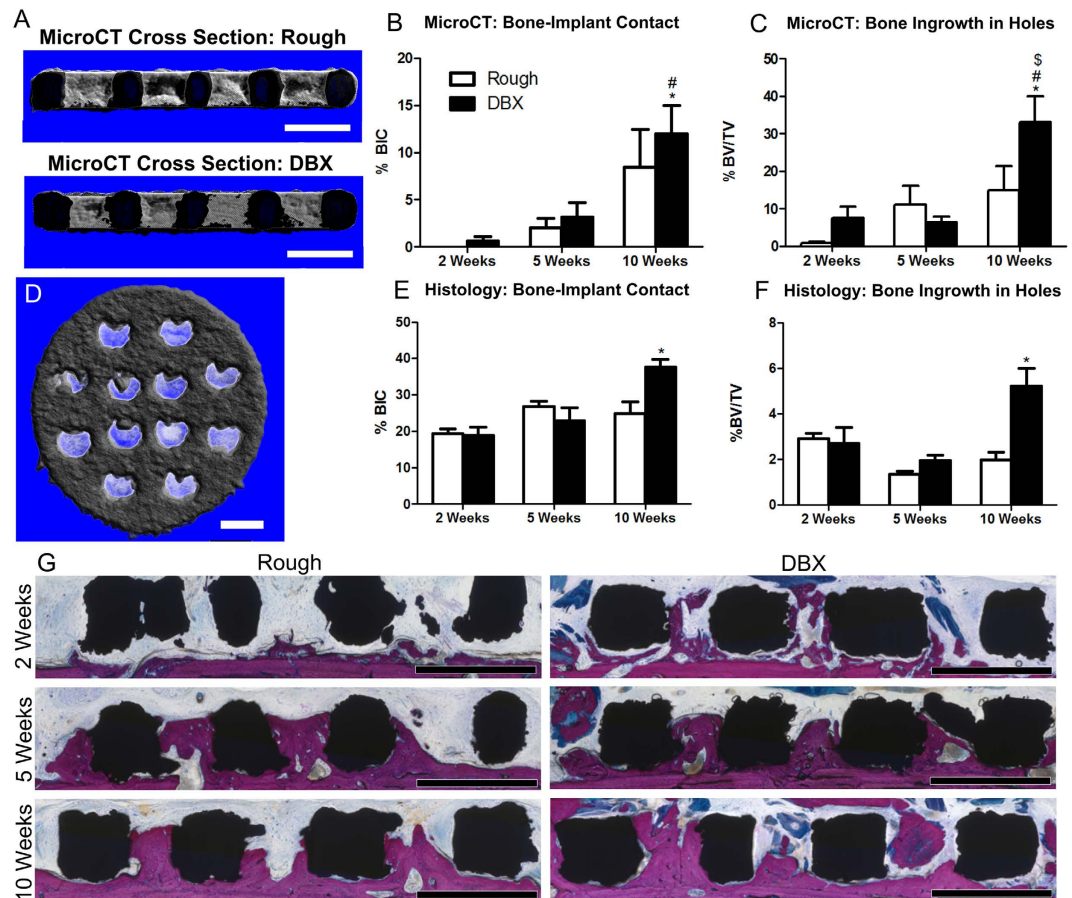 A
MicroCT Cross Section: Rough
MicroCT Cross Section: DBX
B
MicroCT: Bone-Implant Contact
% BIC
20
15
10
5
0
Rough
DBX
#
*
2 Weeks
5 Weeks
10 Weeks
C
MicroCT: Bone Ingrowth in Holes
% BV/TV
50
40
30
20
10
0
$
#
*
2 Weeks
5 Weeks
10 Weeks
D
E
Histology: Bone-Implant Contact
% BIC
50
40
30
20
10
0
*
2 Weeks
5 Weeks
10 Weeks
F
Histology: Bone Ingrowth in Holes
%BV/TV
8
6
4
2
0
*
2 Weeks
5 Weeks
10 Weeks
G
Rough
DBX
2 Weeks
5 Weeks
10 Weeks